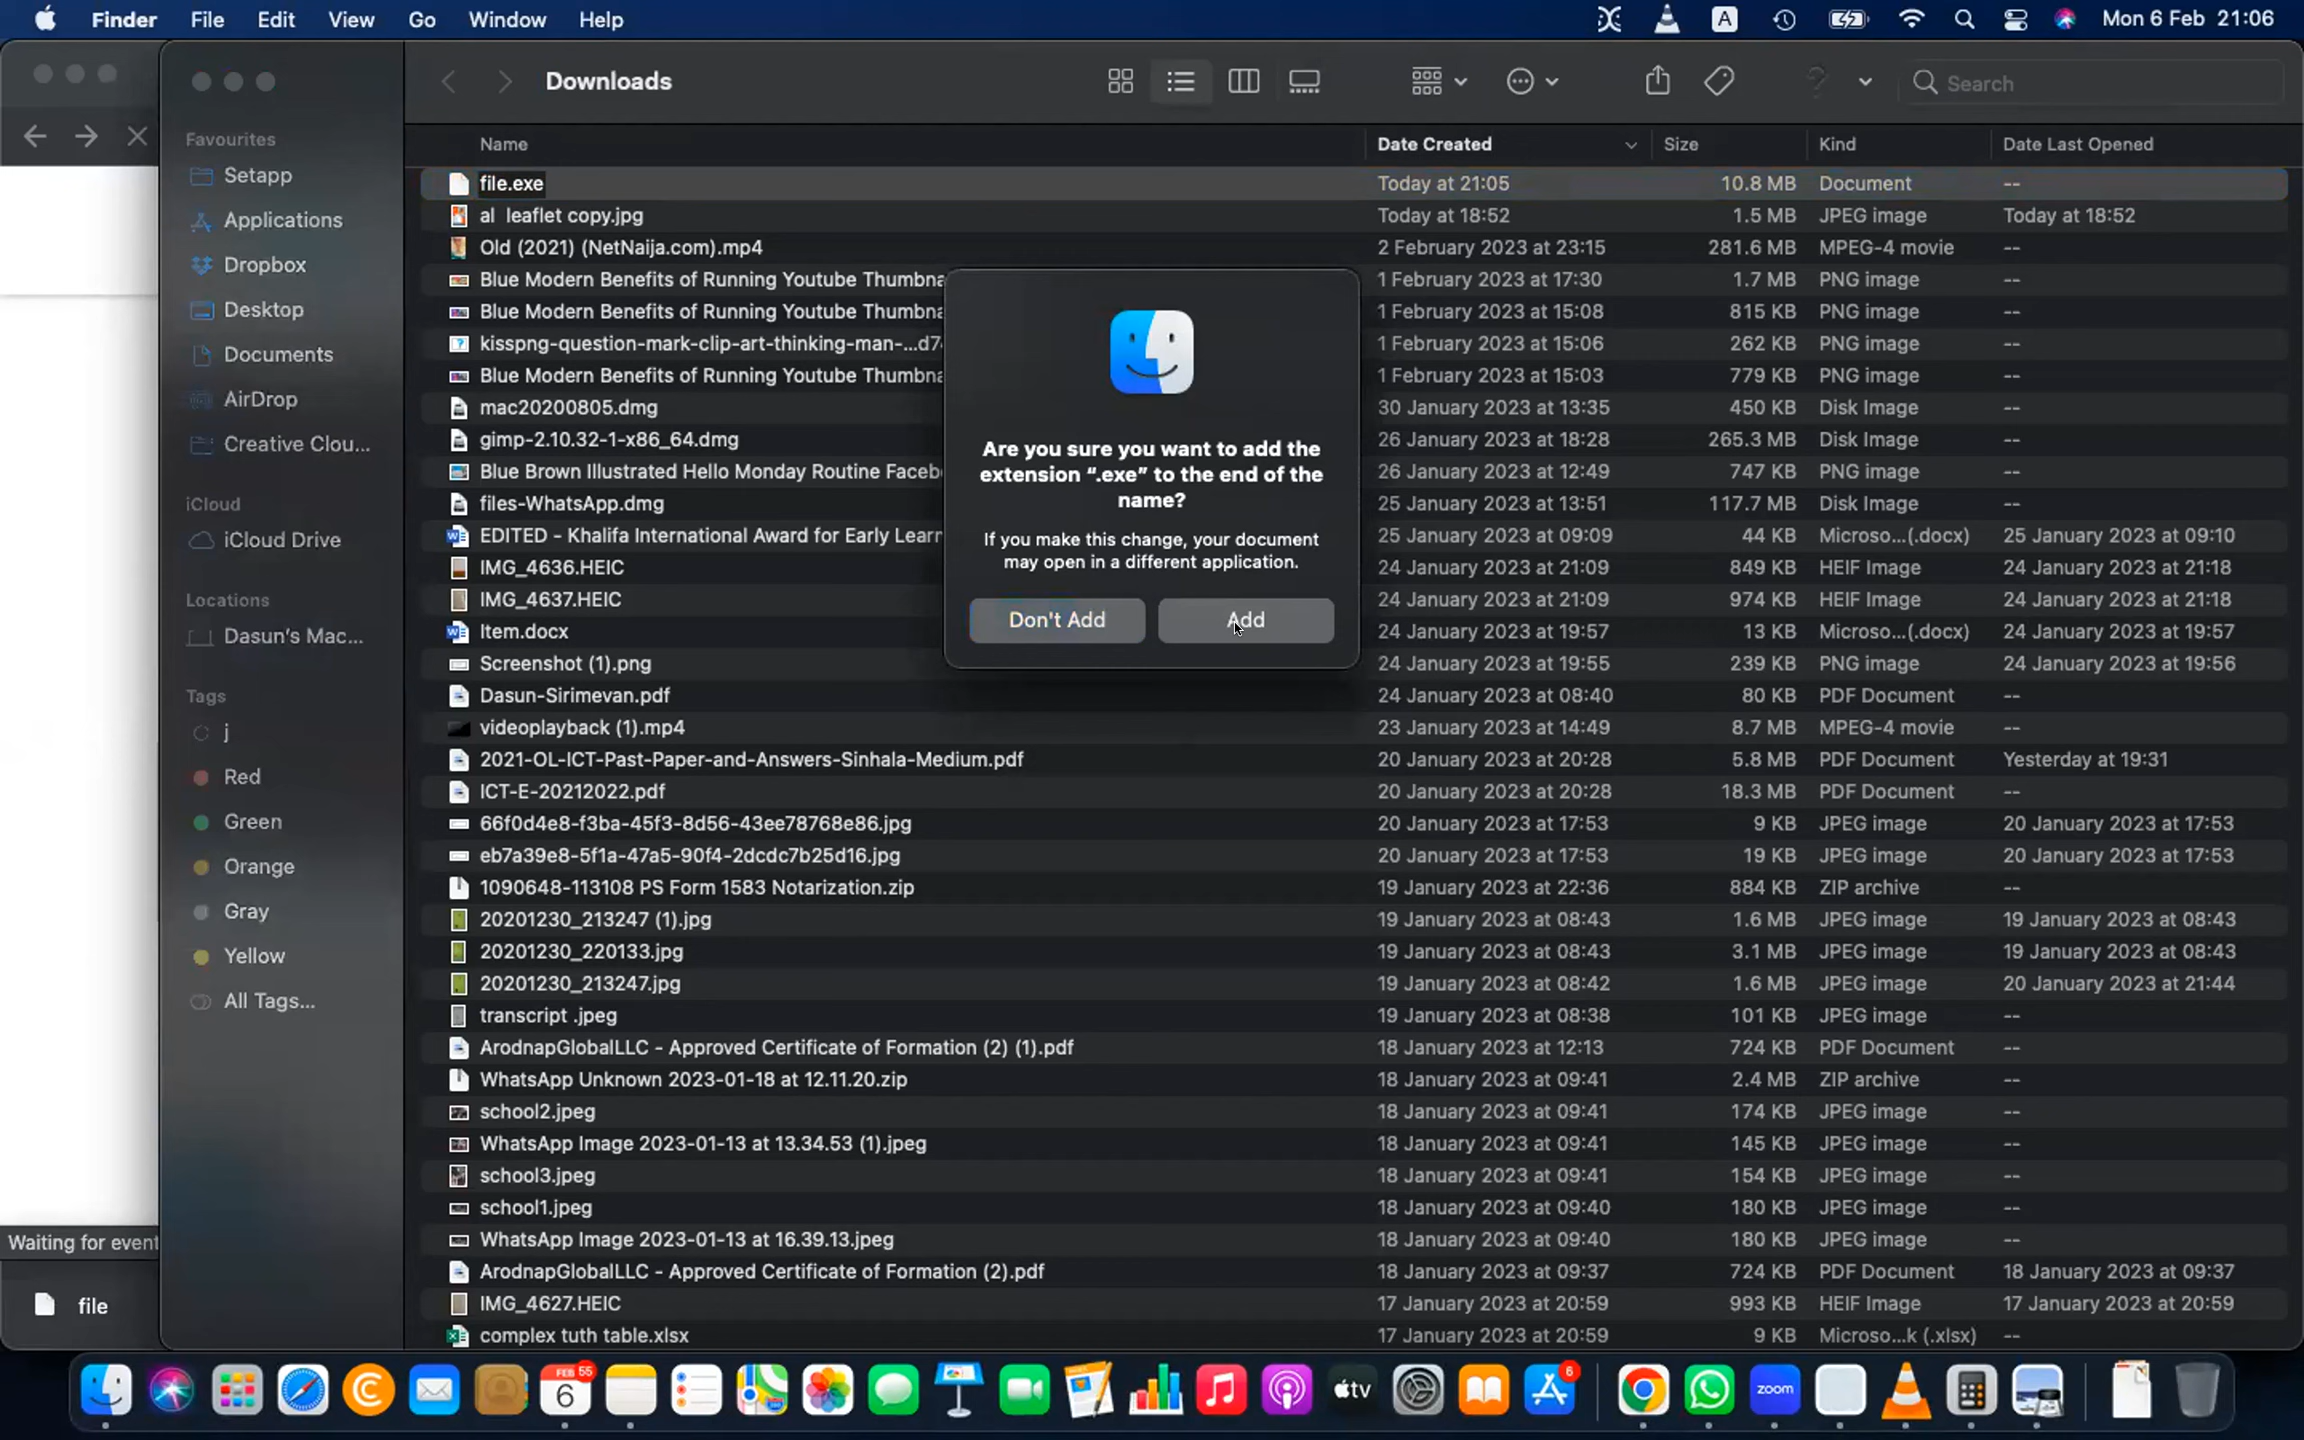 Finder File Edit View Go Window Help A Mon 6 Feb 21:06
Downloads Search
Favourites
Setapp
Applications
Dropbox
Desktop
Documents
AirDrop
Creative Clou...
iCloud
iCloud Drive
Locations
Dasun's Mac...
Tags
j
Red
Green
Orange
Gray
Yellow
All Tags...
Name Date Created Size Kind Date Last Opened
file.exe Today at 21:05 10.8 MB Document --
al leaflet copy.jpg Today at 18:52 1.5 MB JPEG image Today at 18:52
Old (2021) (NetNaija.com).mp4 2 February 2023 at 23:15 281.6 MB MPEG-4 movie --
Blue Modern Benefits of Running Youtube Thumbna 1 February 2023 at 17:30 1.7 MB PNG image --
Blue Modern Benefits of Running Youtube Thumbna 1 February 2023 at 15:08 815 KB PNG image --
kisspng-question-mark-clip-art-thinking-man-...d7 1 February 2023 at 15:06 262 KB PNG image --
Blue Modern Benefits of Running Youtube Thumbna 1 February 2023 at 15:03 779 KB PNG image --
mac20200805.dmg 30 January 2023 at 13:35 450 KB Disk Image --
gimp-2.10.32-1-x86_64.dmg 26 January 2023 at 18:28 265.3 MB Disk Image --
Blue Brown Illustrated Hello Monday Routine Faceb 26 January 2023 at 12:49 747 KB PNG image --
files-WhatsApp.dmg 25 January 2023 at 13:51 117.7 MB Disk Image --
EDITED - Khalifa International Award for Early Learn 25 January 2023 at 09:09 44 KB Microso...(.docx) 25 January 2023 at 09:10
IMG_4636.HEIC 24 January 2023 at 21:09 849 KB HEIF Image 24 January 2023 at 21:18
IMG_4637.HEIC 24 January 2023 at 21:09 974 KB HEIF Image 24 January 2023 at 21:18
Item.docx 24 January 2023 at 19:57 13 KB Microso...(.docx) 24 January 2023 at 19:57
Screenshot (1).png 24 January 2023 at 19:55 239 KB PNG image 24 January 2023 at 19:56
Dasun-Sirimevan.pdf 24 January 2023 at 08:40 80 KB PDF Document --
videoplayback (1).mp4 23 January 2023 at 14:49 8.7 MB MPEG-4 movie --
2021-OL-ICT-Past-Paper-and-Answers-Sinhala-Medium.pdf 20 January 2023 at 20:28 5.8 MB PDF Document Yesterday at 19:31
ICT-E-20212022.pdf 20 January 2023 at 20:28 18.3 MB PDF Document --
66f0d4e8-f3ba-45f3-8d56-43ee78768e86.jpg 20 January 2023 at 17:53 9 KB JPEG image 20 January 2023 at 17:53
eb7a39e8-5f1a-47a5-90f4-2dcdc7b25d16.jpg 20 January 2023 at 17:53 19 KB JPEG image 20 January 2023 at 17:53
1090648-113108 PS Form 1583 Notarization.zip 19 January 2023 at 22:36 884 KB ZIP archive --
20201230_213247 (1).jpg 19 January 2023 at 08:43 1.6 MB JPEG image 19 January 2023 at 08:43
20201230_220133.jpg 19 January 2023 at 08:43 3.1 MB JPEG image 19 January 2023 at 08:43
20201230_213247.jpg 19 January 2023 at 08:42 1.6 MB JPEG image 20 January 2023 at 21:44
transcript .jpeg 19 January 2023 at 08:38 101 KB JPEG image --
ArodnapGlobalLLC - Approved Certificate of Formation (2) (1).pdf 18 January 2023 at 12:13 724 KB PDF Document --
WhatsApp Unknown 2023-01-18 at 12.11.20.zip 18 January 2023 at 09:41 2.4 MB ZIP archive --
school2.jpeg 18 January 2023 at 09:41 174 KB JPEG image --
WhatsApp Image 2023-01-13 at 13.34.53 (1).jpeg 18 January 2023 at 09:41 145 KB JPEG image --
school3.jpeg 18 January 2023 at 09:41 154 KB JPEG image --
school1.jpeg 18 January 2023 at 09:40 180 KB JPEG image --
WhatsApp Image 2023-01-13 at 16.39.13.jpeg 18 January 2023 at 09:40 180 KB JPEG image --
ArodnapGlobalLLC - Approved Certificate of Formation (2).pdf 18 January 2023 at 09:37 724 KB PDF Document 18 January 2023 at 09:37
IMG_4627.HEIC 17 January 2023 at 20:59 993 KB HEIF Image 17 January 2023 at 20:59
complex tuth table.xlsx 17 January 2023 at 20:59 9 KB Microso...k (.xlsx) --
Are you sure you want to add the
extension “.exe” to the end of the
name?
If you make this change, your document
may open in a different application.
Don't Add Add
Waiting for event
file
FEB 55
6
tv
6
zoom